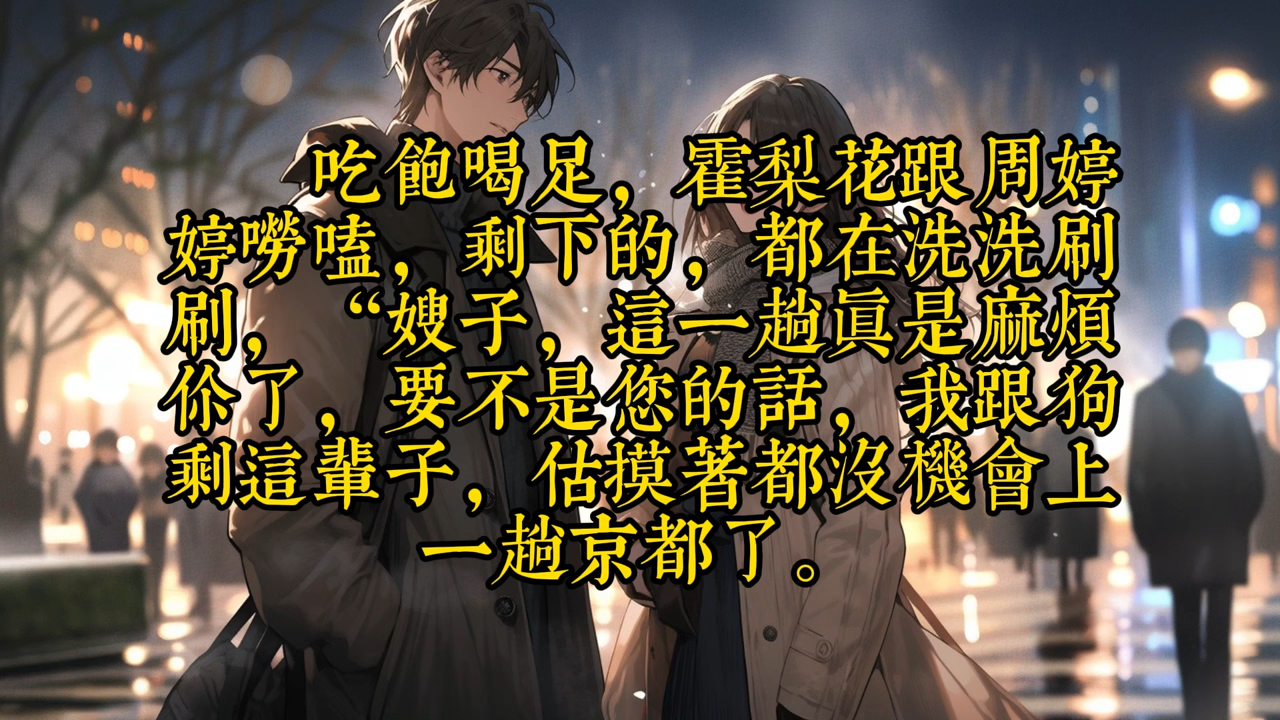 吃飽喝足，霍梨花跟周婷
婷嘮嗑，剩下的，都在洗洗刷
刷，“嫂子，這一趟真是麻煩
你了，要不是您的話，我跟狗
剩這輩子，估摸著都沒機會上
一趟京都了。